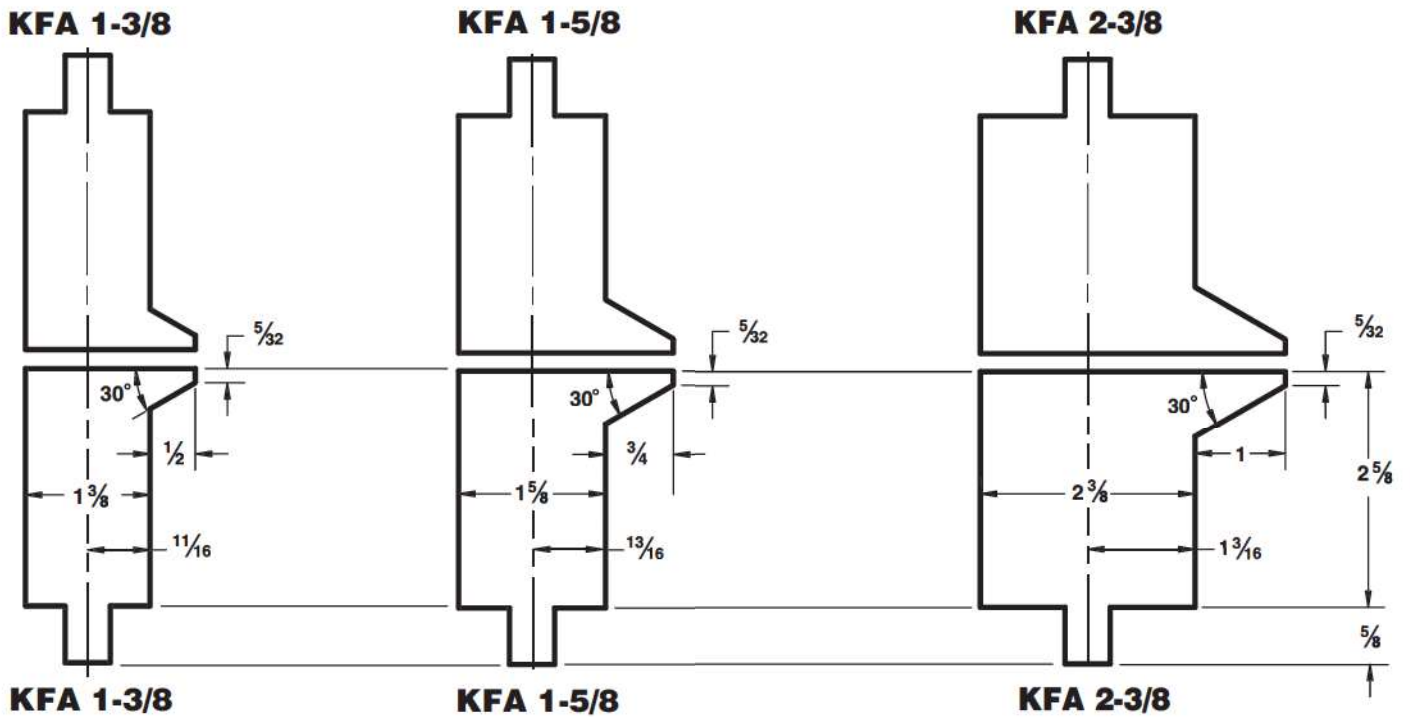 KFA 1-3/8
KFA 1-5/8
KFA 2-3/8
5/32
5/32
5/32
30°
30°
30°
1/2
3/4
1
2 5/8
1 3/8
1 5/8
2 3/8
11/16
13/16
1 3/16
5/8
KFA 1-3/8
KFA 1-5/8
KFA 2-3/8